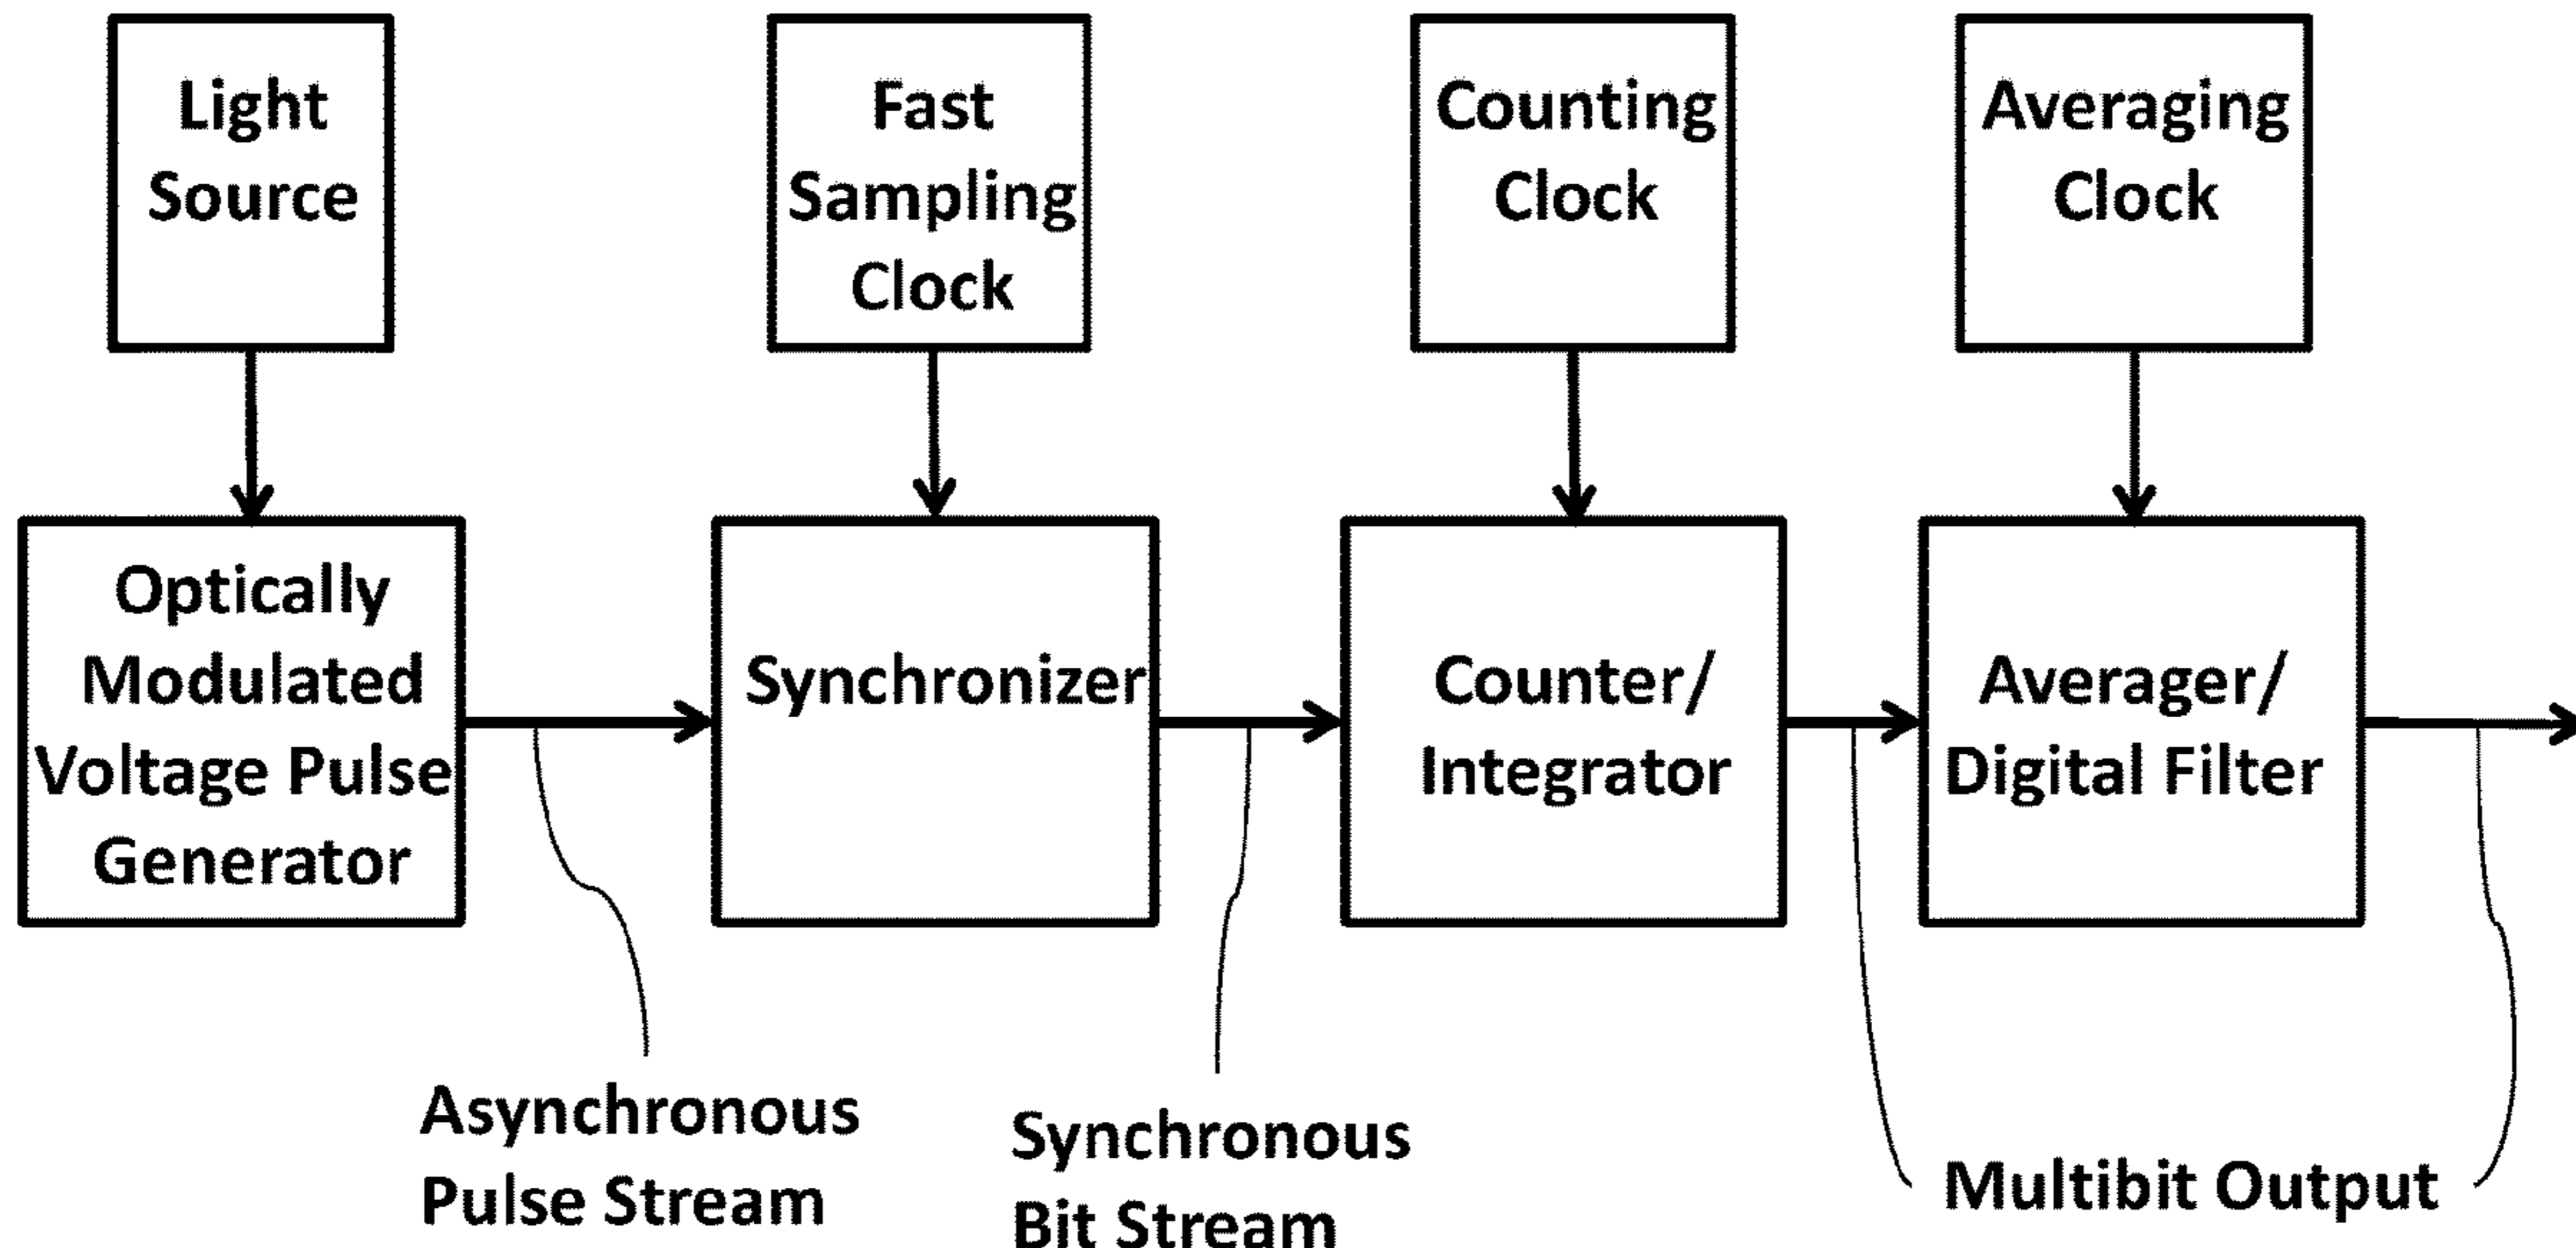 Light
Source
Fast
Sampling
Clock
Counting
Clock
Averaging
Clock
Optically
Modulated
Voltage Pulse
Generator
Synchronizer
Counter/
Integrator
Averager/
Digital Filter
Asynchronous
Pulse Stream
Synchronous
Bit Stream
Multibit Output